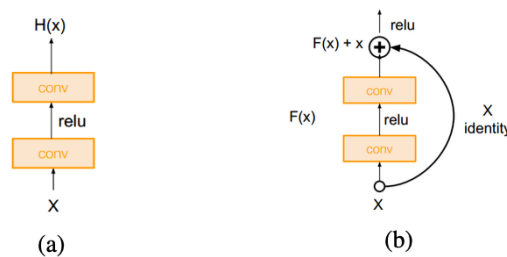 H(x)
conv
relu
conv
X
(a)
relu
F(x) + x
conv
F(x)
relu
X
identity
conv
X
(b)